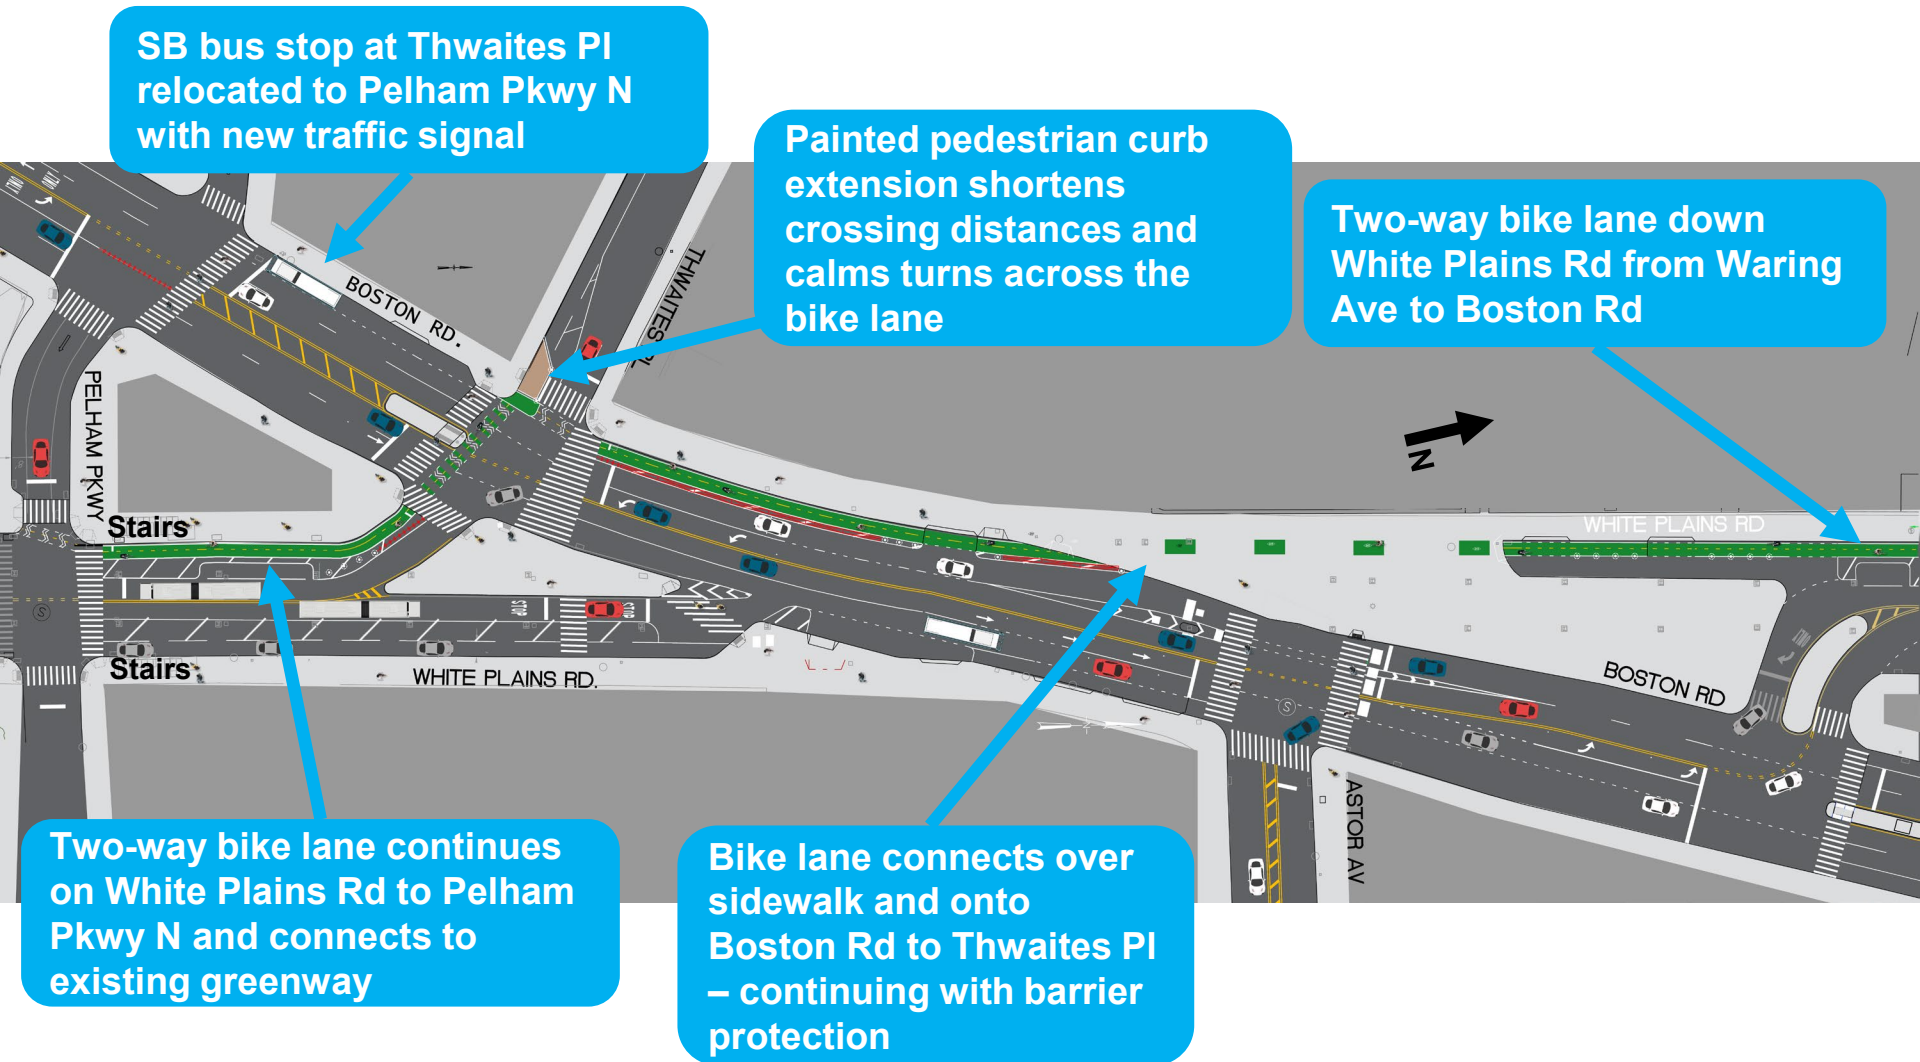 SB bus stop at Thwaites Pl
relocated to Pelham Pkwy N
with new traffic signal
Painted pedestrian curb
extension shortens
crossing distances and
calms turns across the
bike lane
Two-way bike lane down
White Plains Rd from Waring
Ave to Boston Rd
BOSTON RD.
THWAITES PL
PELHAM PKWY
N
Stairs
WHITE PLAINS RD
S
STOP
STOP
Stairs
WHITE PLAINS RD.
BOSTON RD
S
ASTOR AV
Two-way bike lane continues
on White Plains Rd to Pelham
Pkwy N and connects to
existing greenway
Bike lane connects over
sidewalk and onto
Boston Rd to Thwaites Pl
– continuing with barrier
protection